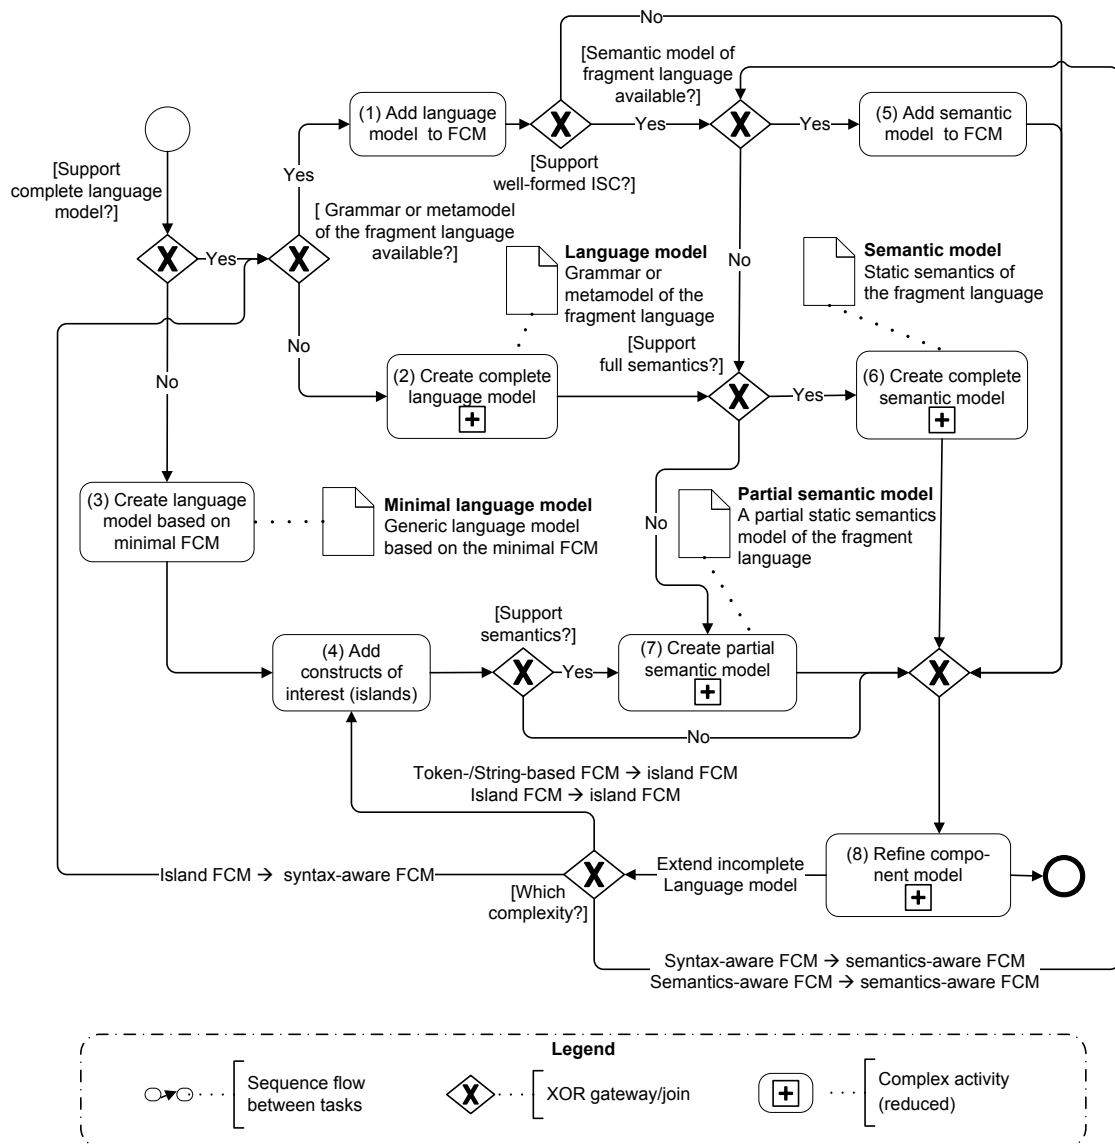 No
[Semantic model of
fragment language
available?]
(1) Add language
model to FCM
Yes
Yes
(5) Add semantic
model to FCM
[Support
complete language
model?]
Yes
[Support
well-formed ISC?]
[ Grammar or metamodel
of the fragment language
available?]
Yes
Language model
Grammar or
metamodel of the
fragment language
No
Semantic model
Static semantics of
the fragment language
No
[Support
full semantics?]
No
(2) Create complete
language model
Yes
(6) Create complete
semantic model
(3) Create language
model based on
minimal FCM
Minimal language model
Generic language model
based on the minimal FCM
No
Partial semantic model
A partial static semantics
model of the fragment
language
[Support
semantics?]
(4) Add
constructs of
interest (islands)
Yes
(7) Create partial
semantic model
No
Token-/String-based FCM → island FCM
Island FCM → island FCM
Island FCM → syntax-aware FCM
[Which
complexity?]
Extend incomplete
Language model
(8) Refine compo-
nent model
Syntax-aware FCM → semantics-aware FCM
Semantics-aware FCM → semantics-aware FCM
Legend
Sequence flow
between tasks
XOR gateway/join
Complex activity
(reduced)